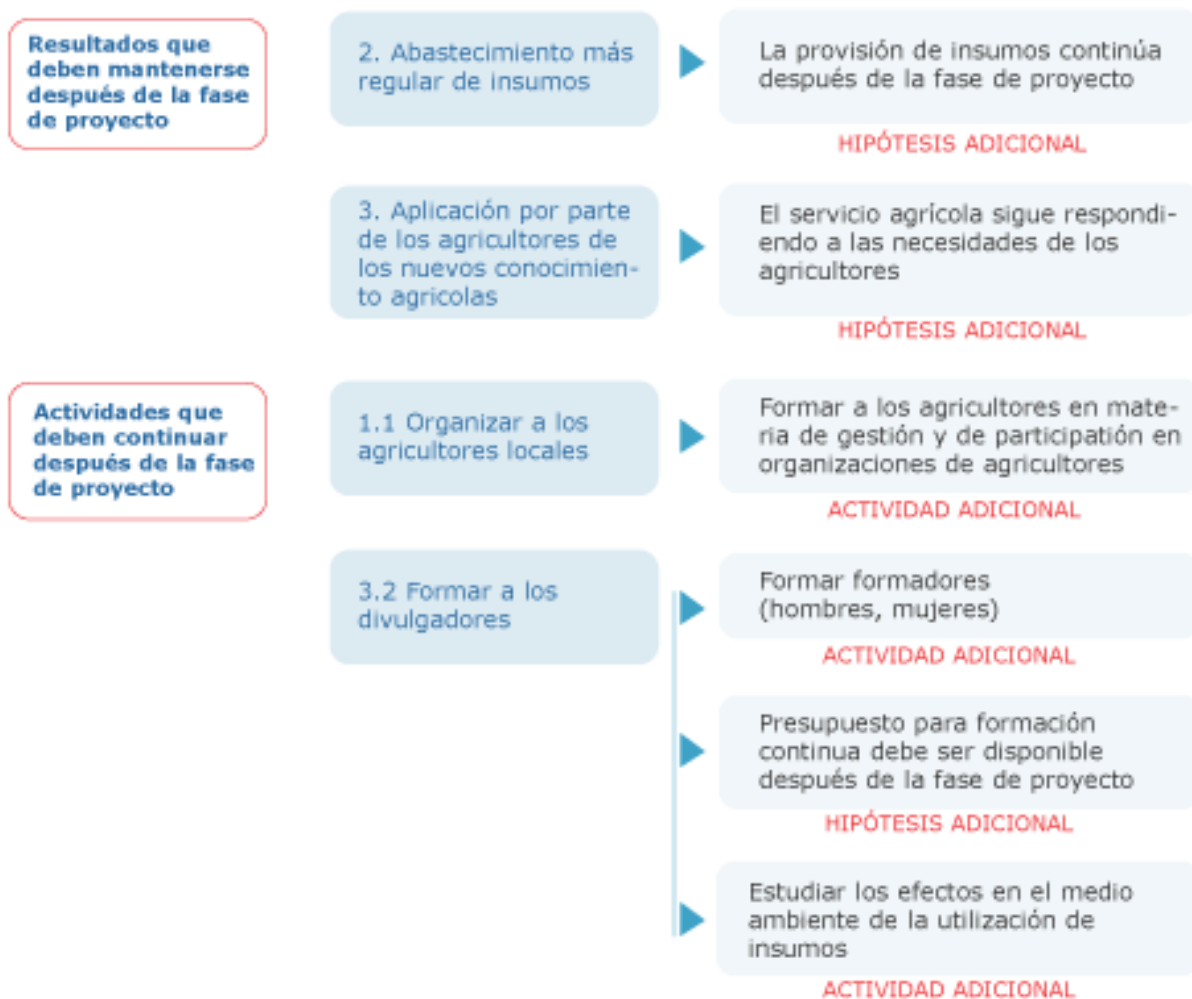 Resultados que
deben mantenerse
después de la fase
de proyecto
2. Abastecimiento más
regular de insumos
La provisión de insumos continúa
después de la fase de proyecto
HIPÓTESIS ADICIONAL
3. Aplicación por parte
de los agricultores de
los nuevos conocimien-
to agricolas
El servicio agrícola sigue respondi-
endo a las necesidades de los
agricultores
HIPÓTESIS ADICIONAL
Actividades que
deben continuar
después de la fase
de proyecto
1.1 Organizar a los
agricultores locales
Formar a los agricultores en mate-
ria de gestión y de participatión en
organizaciones de agricultores
ACTIVIDAD ADICIONAL
3.2 Formar a los
divulgadores
Formar formadores
(hombres, mujeres)
ACTIVIDAD ADICIONAL
Presupuesto para formación
continua debe ser disponible
después de la fase de proyecto
HIPÓTESIS ADICIONAL
Estudiar los efectos en el medio
ambiente de la utilización de
insumos
ACTIVIDAD ADICIONAL